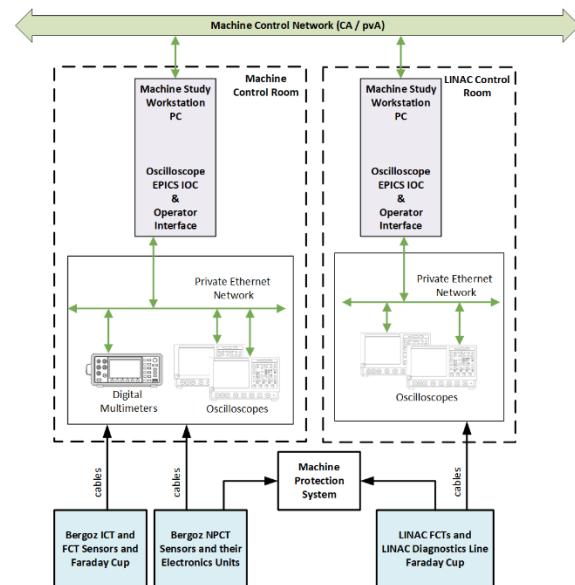 Machine Control Network (CA / pvA)
Machine
Control Room
Machine Study
Workstation
PC
Oscilloscope
EPICS IOC
&
Operator
Interface
LINAC Control
Room
Machine Study
Workstation
PC
Oscilloscope
EPICS IOC
&
Operator
Interface
Private Ethernet
Network
Digital
Multimeters
Oscilloscopes
Private Ethernet
Network
Oscilloscopes
cables
cables
cables
Machine
Protection
System
Bergoz ICT and
FCT Sensors and
Faraday Cup
Bergoz NPCT
Sensors and their
Electronics Units
LINAC FCTs and
LINAC Diagnostics Line
Faraday Cup